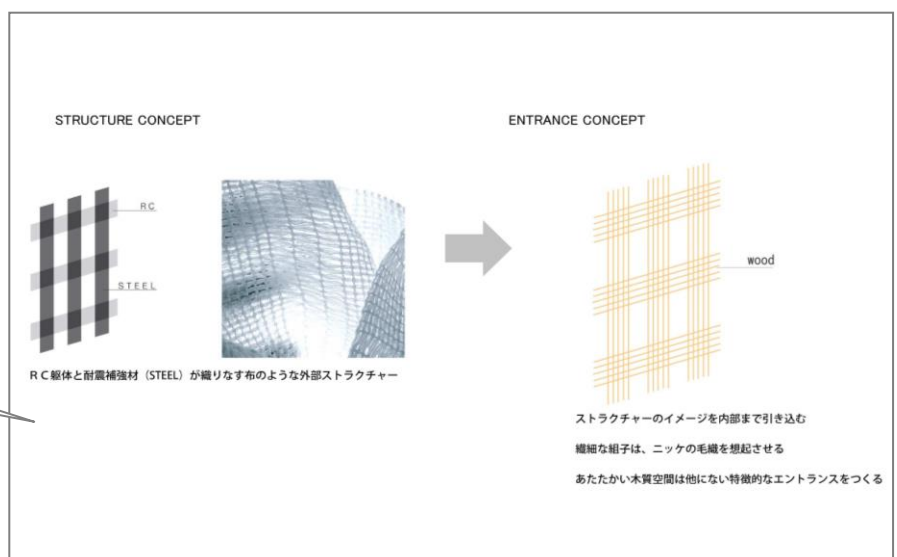 STRUCTURE CONCEPT
ENTRANCE CONCEPT
RC
STEEL
wood
ＲＣ躯体と耐震補強材（STEEL）が織りなす布のような外部ストラクチャー
ストラクチャーのイメージを内部まで引き込む
繊細な組子は、ニッケの毛織を想起させる
あたたかい木質空間は他にない特徴的なエントランスをつくる